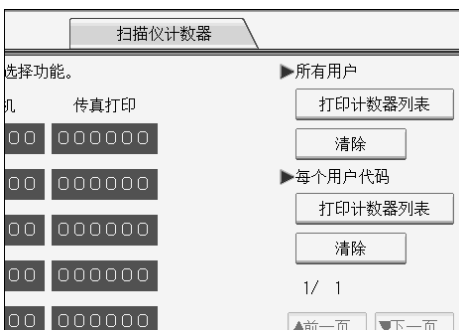 扫描仪计数器
选择功能。
▶所有用户
机 传真打印
打印计数器列表
00 000000
清除
00 000000
▶每个用户代码
打印计数器列表
00 000000
清除
00 000000
1/ 1
00 000000
▲前一页 ▼下一页